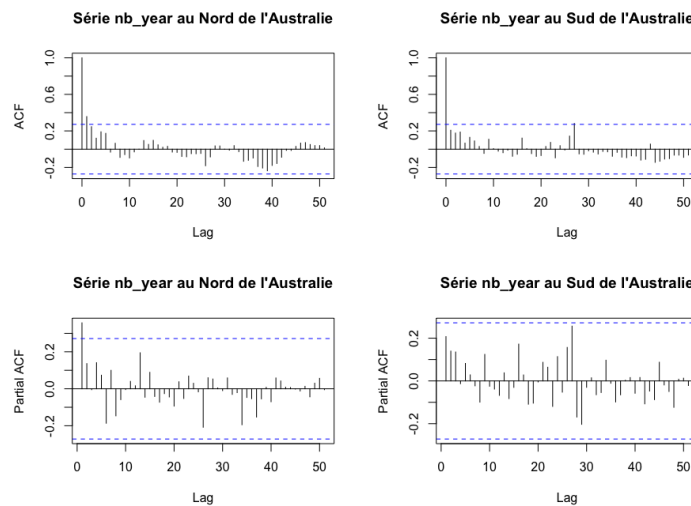 Série nb_year au Nord de l'Australie
ACF
-0.2 0.2 0.6 1.0
0 10 20 30 40 50
Lag
Série nb_year au Sud de l'Australie
ACF
-0.2 0.2 0.6 1.0
0 10 20 30 40 50
Lag
Série nb_year au Nord de l'Australie
Partial ACF
-0.2 0.0 0.2
0 10 20 30 40 50
Lag
Série nb_year au Sud de l'Australie
Partial ACF
-0.2 0.0 0.2
0 10 20 30 40 50
Lag